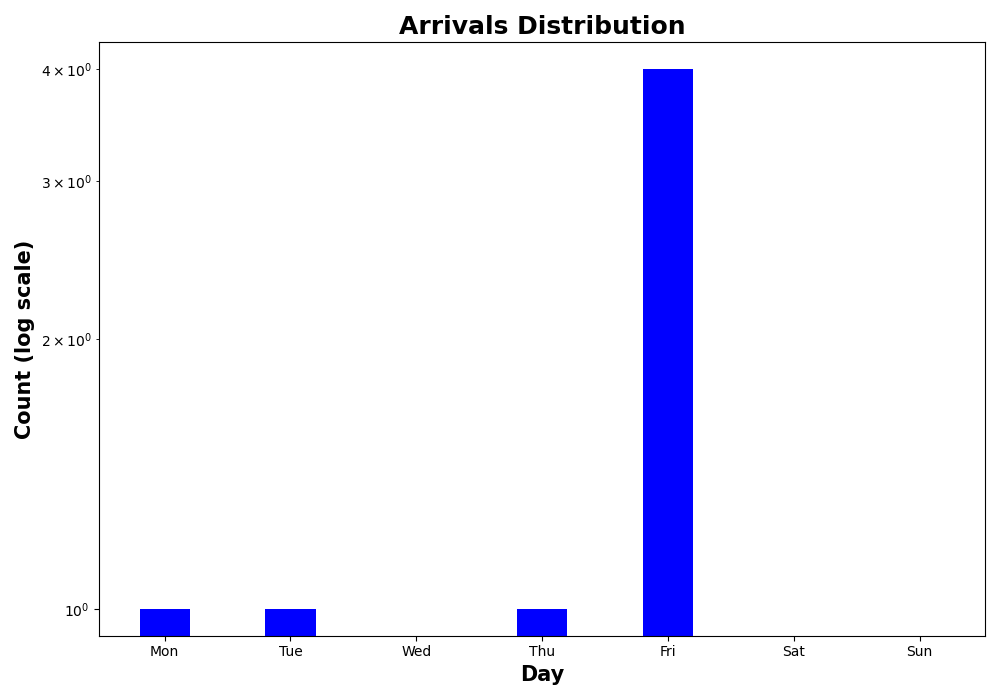 Arrivals Distribution
4 × 10⁰
3 × 10⁰
2 × 10⁰
10⁰
Count (log scale)
Mon Tue Wed Thu Fri Sat Sun
Day